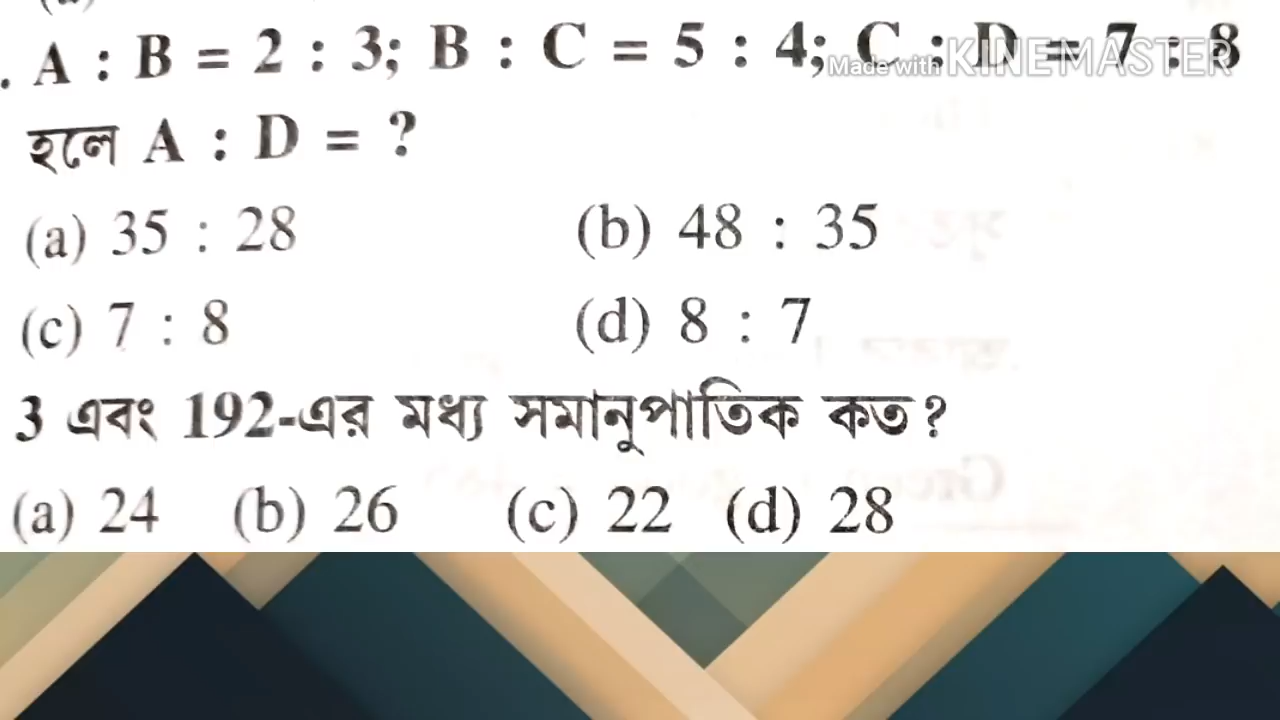 . A : B = 2 : 3; B : C = 5 : 4; C : D = 7 : 8
Made with KINEMASTER
হলে A : D = ?
(a) 35 : 28 (b) 48 : 35
(c) 7 : 8 (d) 8 : 7
3 এবং 192-এর মধ্য সমানুপাতিক কত?
(a) 24 (b) 26 (c) 22 (d) 28